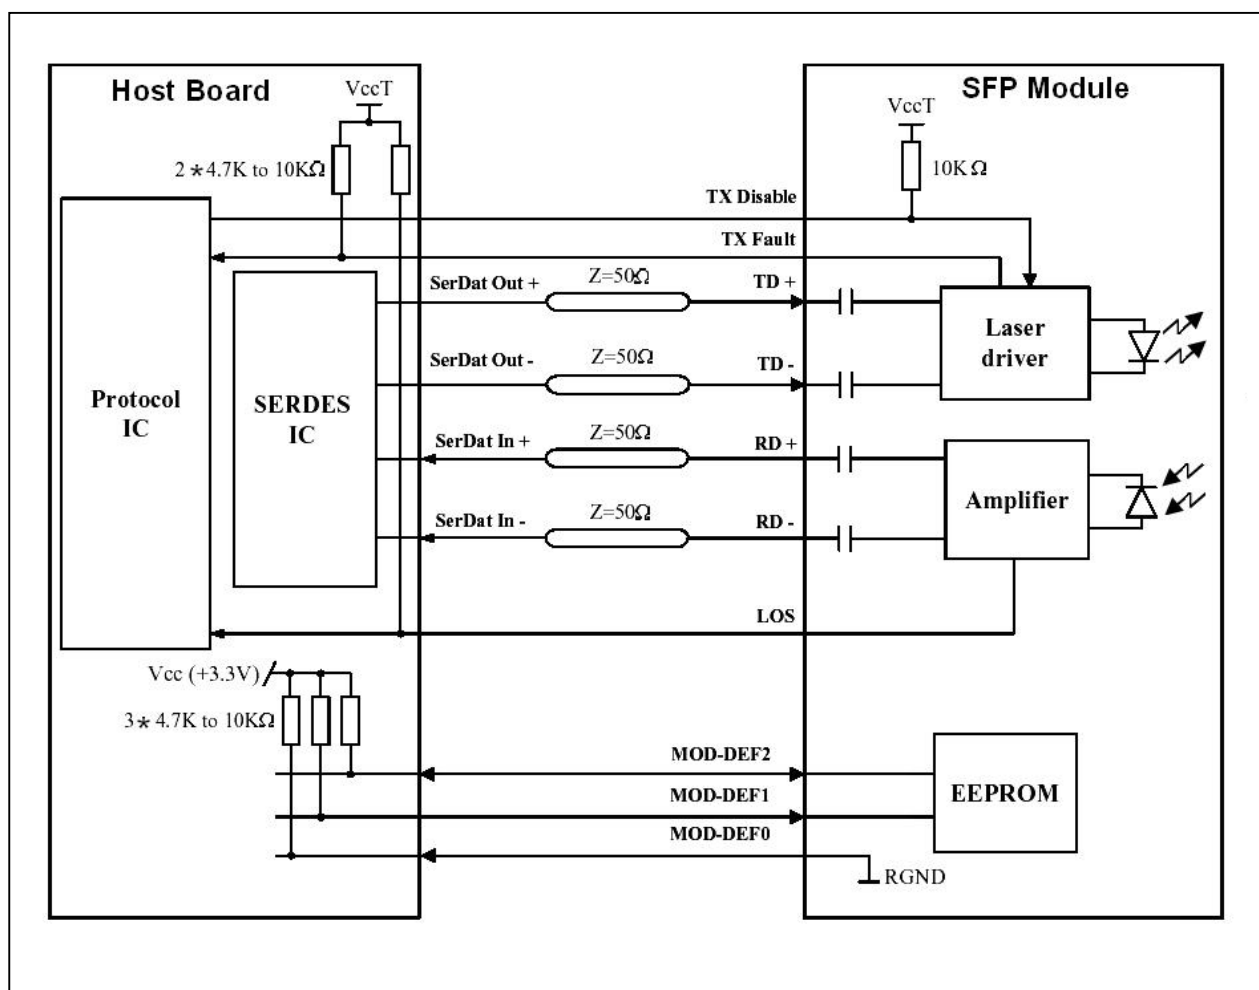 Host Board
SFP Module
VccT
VccT
2*4.7K to 10KΩ
10KΩ
TX Disable
TX Fault
SerDat Out +
Z=50Ω
TD +
Laser
driver
SerDat Out -
Z=50Ω
TD -
Protocol
IC
SERDES
IC
SerDat In +
Z=50Ω
RD +
Amplifier
SerDat In -
Z=50Ω
RD -
LOS
Vcc (+3.3V)
3*4.7K to 10KΩ
MOD-DEF2
MOD-DEF1
EEPROM
MOD-DEF0
RGND